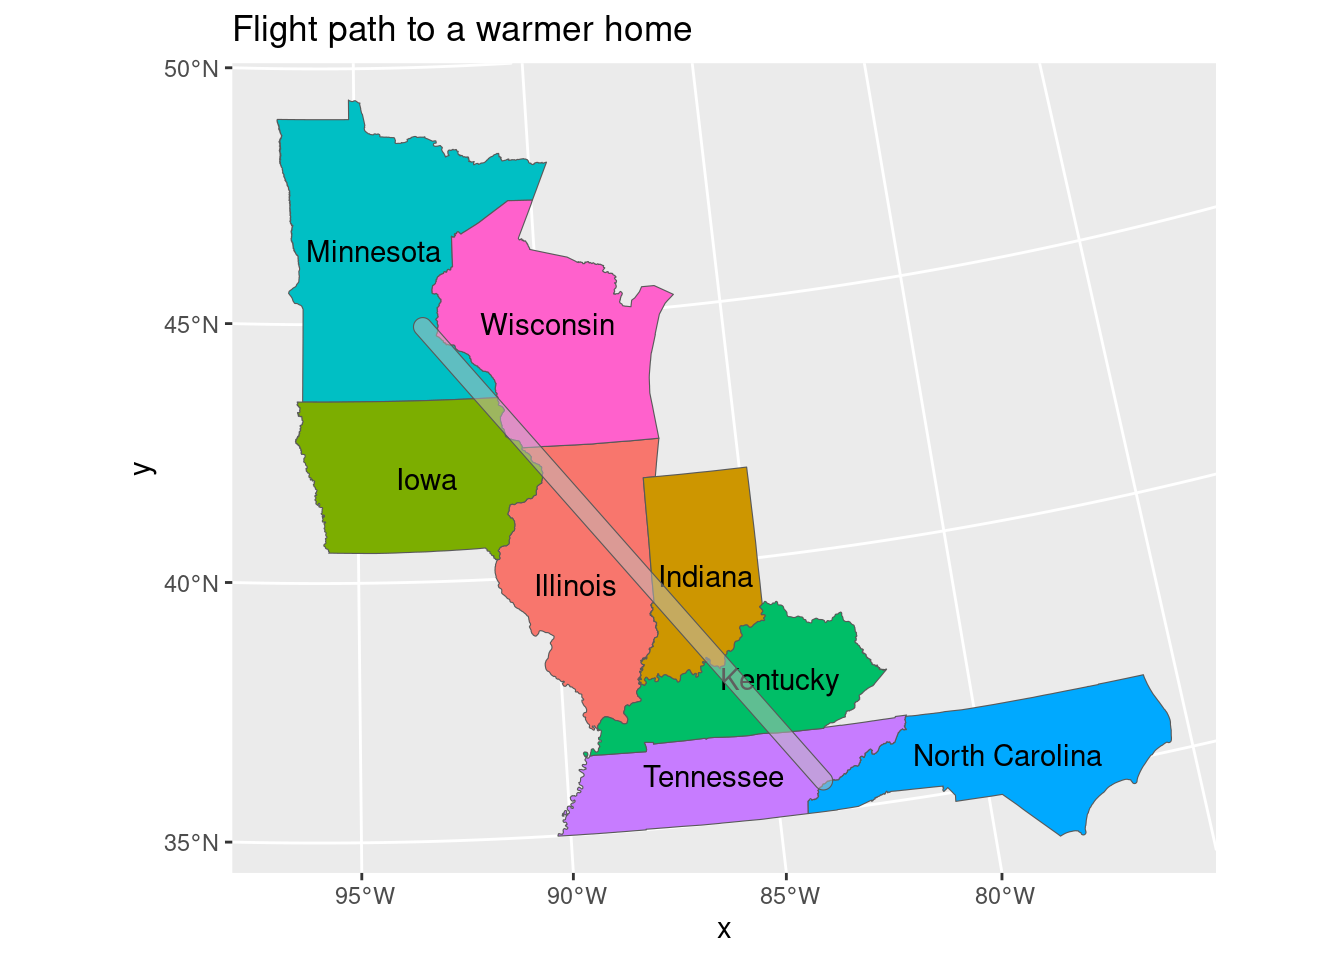 Flight path to a warmer home
50°N
45°N
40°N
35°N
y
Minnesota
Wisconsin
Iowa
Illinois
Indiana
Kentucky
Tennessee
North Carolina
95°W
90°W
85°W
80°W
x